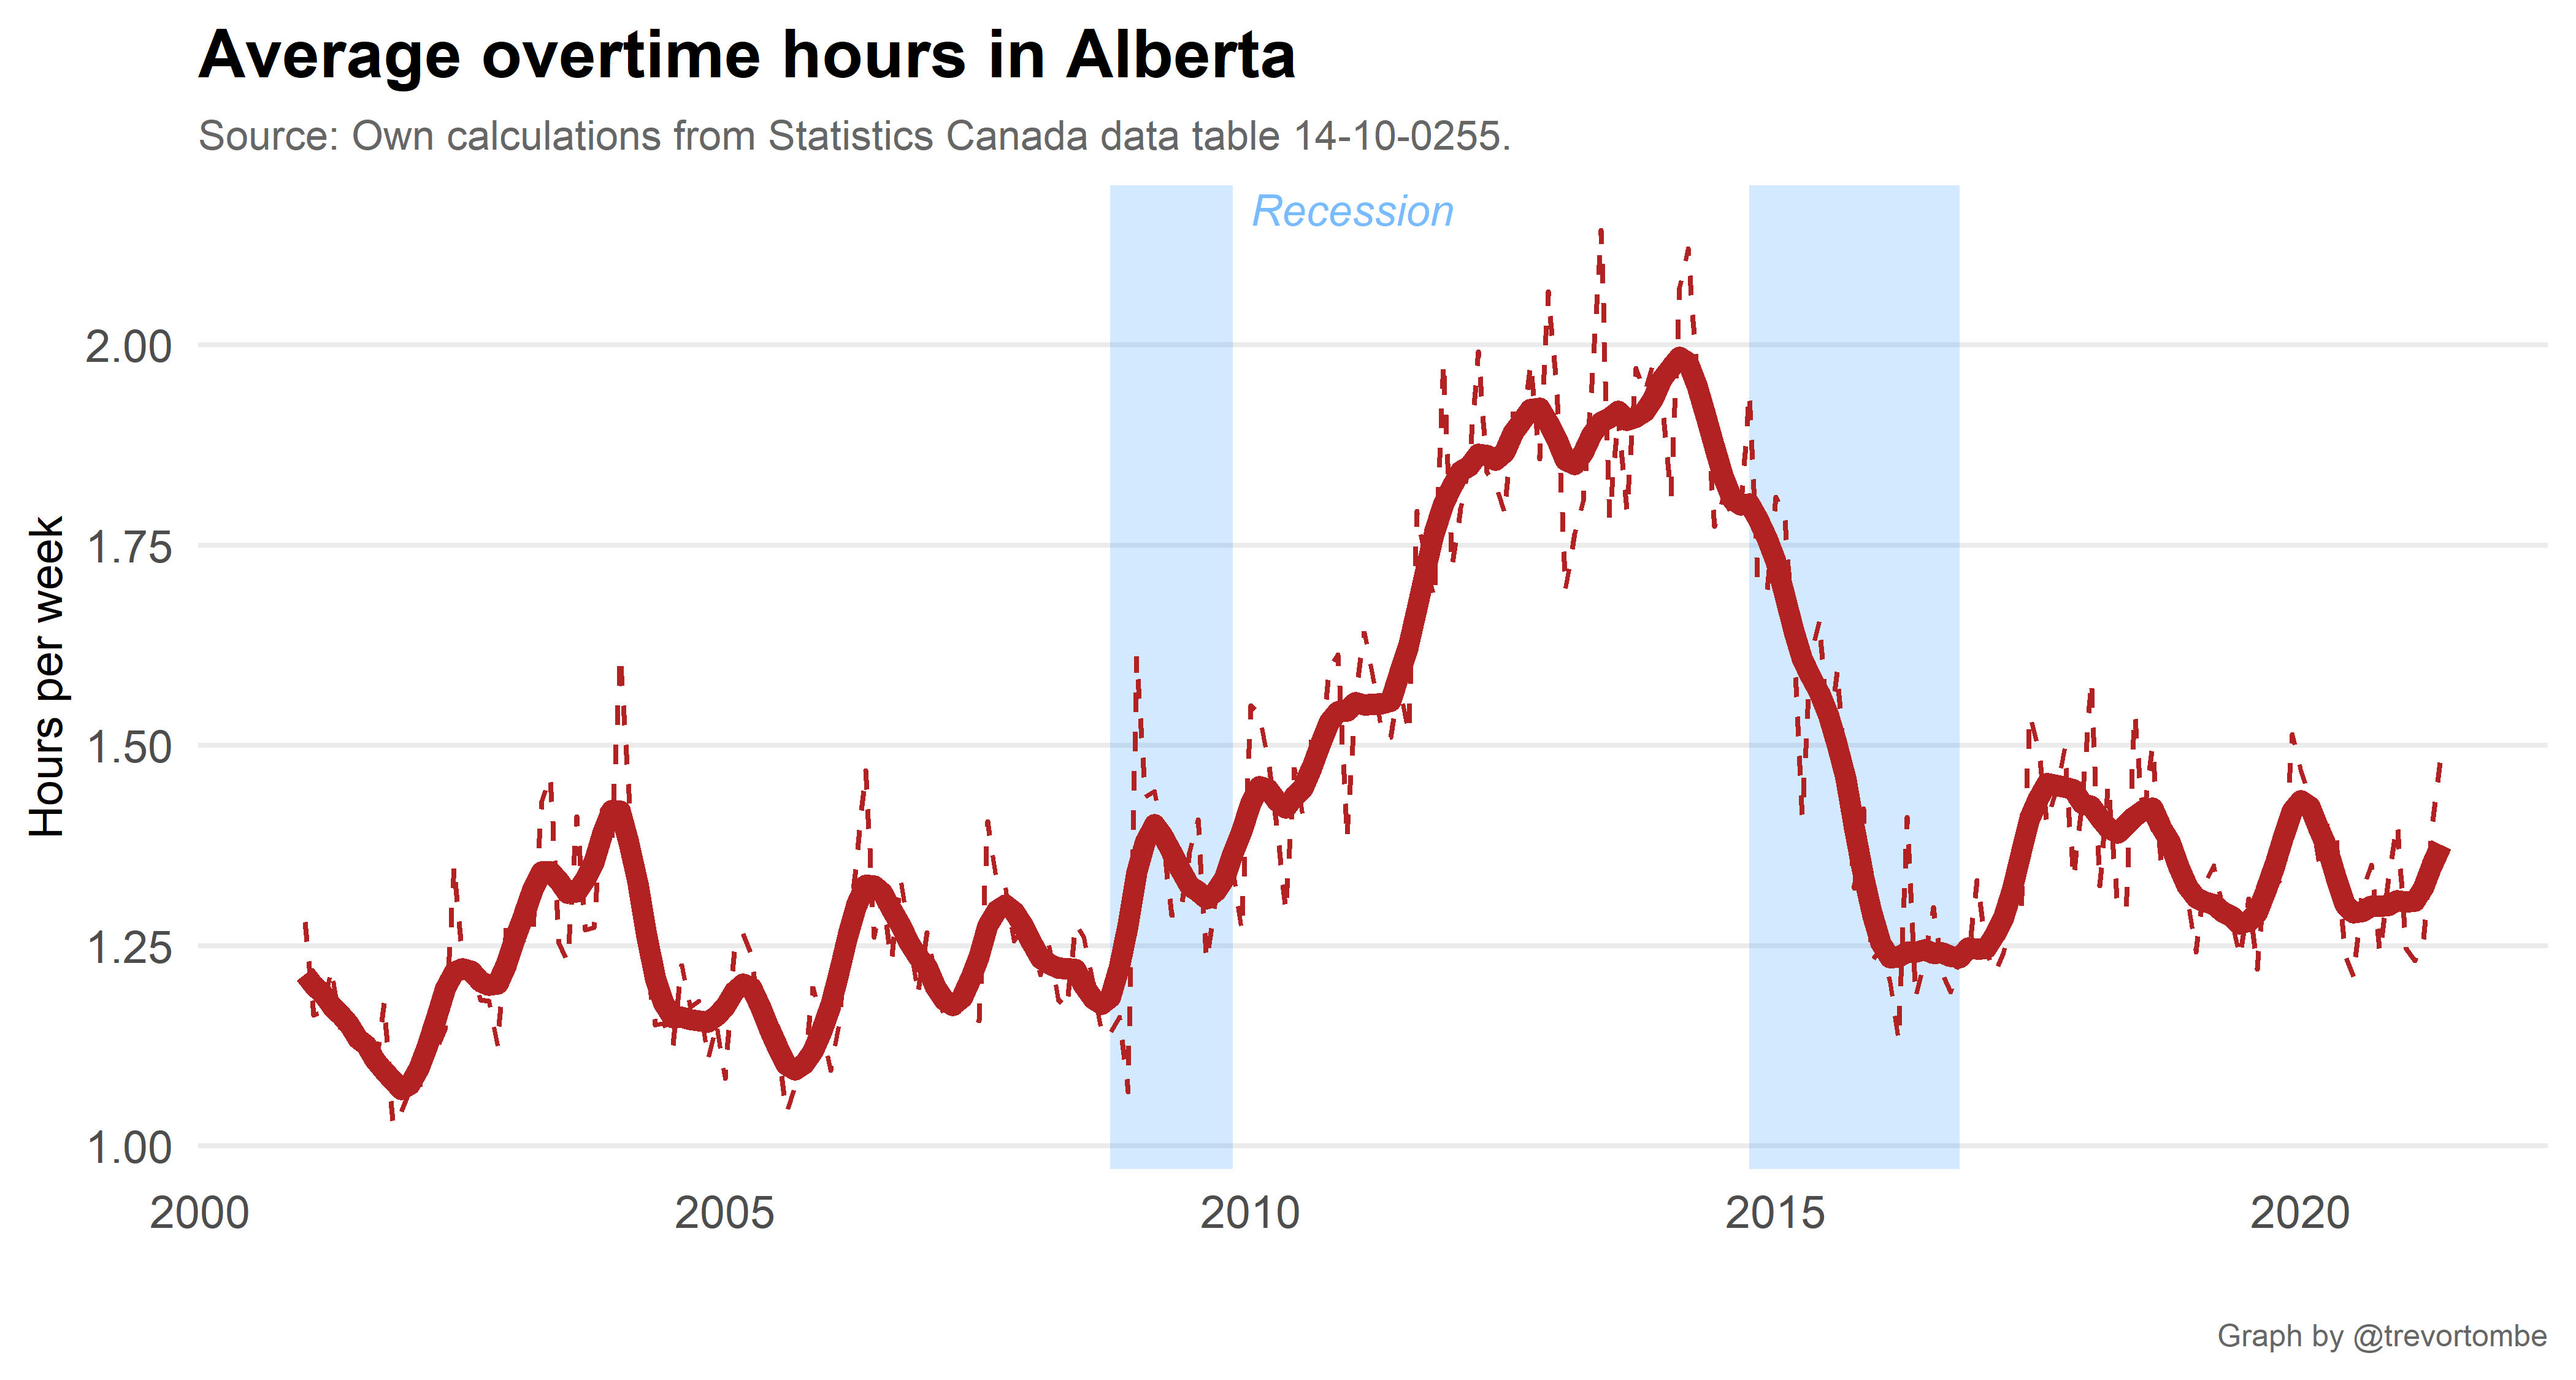 Average overtime hours in Alberta
Source: Own calculations from Statistics Canada data table 14-10-0255.
Recession
Hours per week
2.00
1.75
1.50
1.25
1.00
2000
2005
2010
2015
2020
Graph by @trevortombe